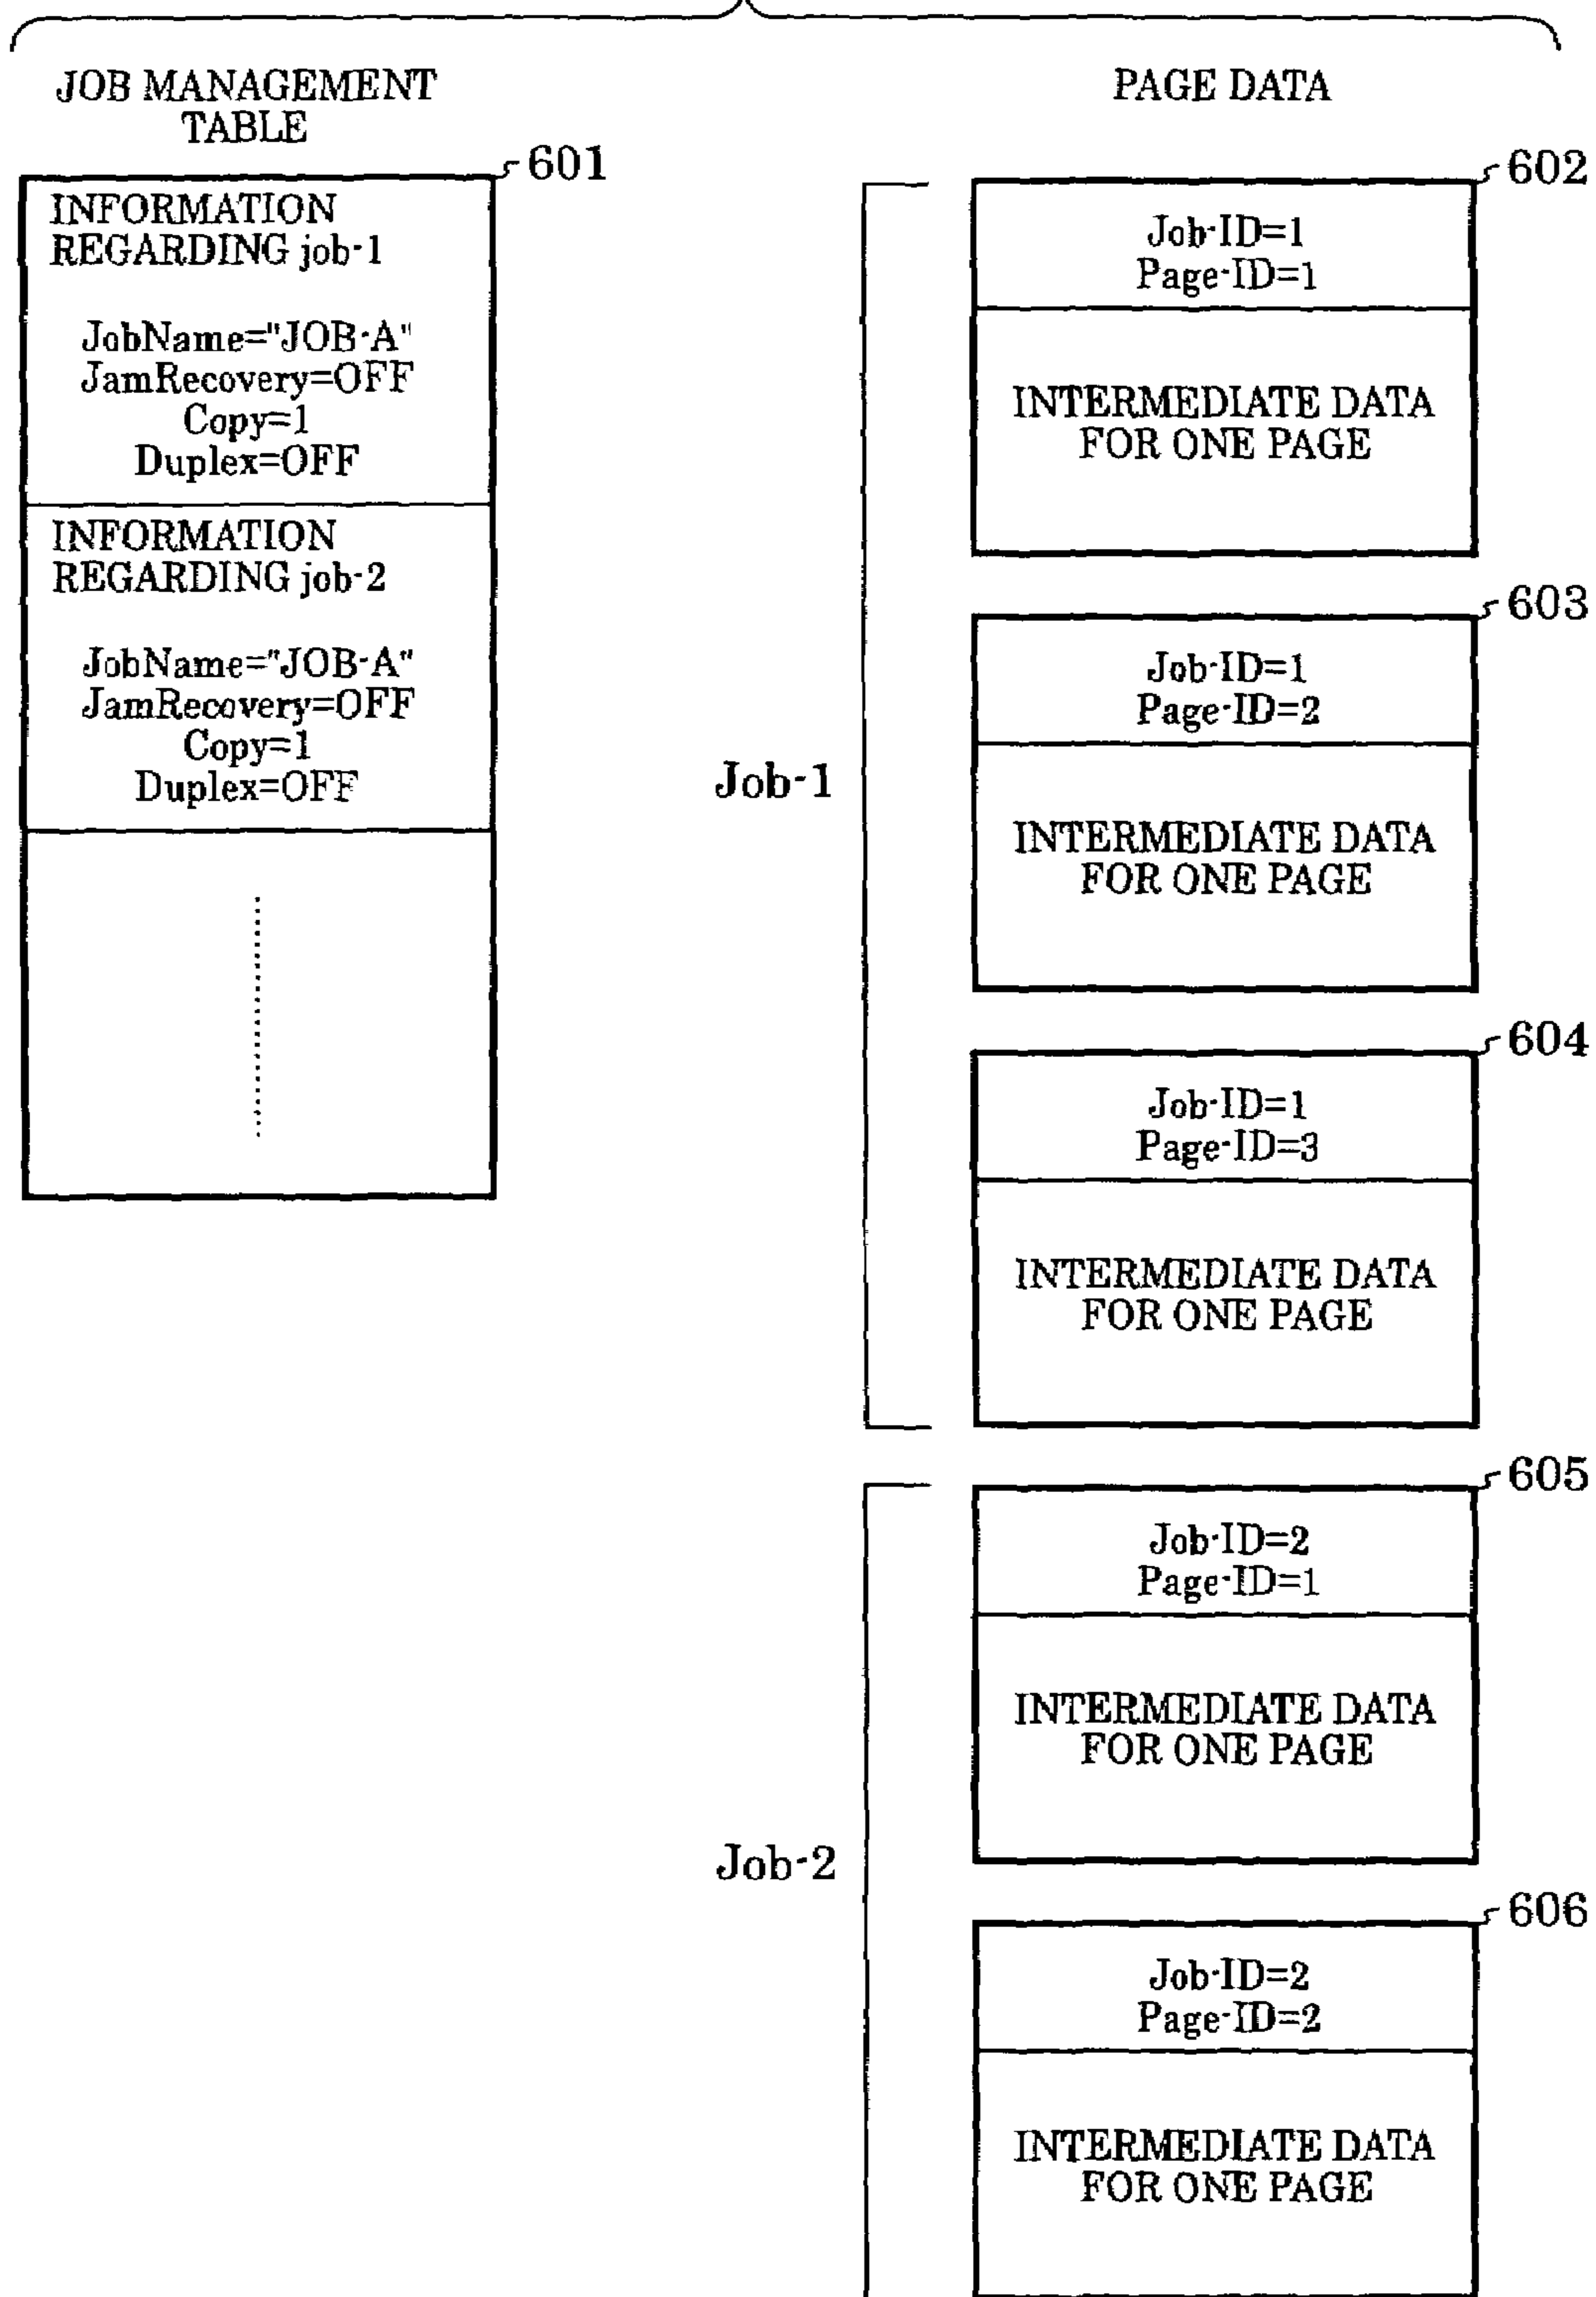 JOB MANAGEMENT
TABLE
601
INFORMATION
REGARDING job-1
JobName="JOB-A"
JamRecovery=OFF
Copy=1
Duplex=OFF
INFORMATION
REGARDING job-2
JobName="JOB-A"
JamRecovery=OFF
Copy=1
Duplex=OFF
PAGE DATA
Job-1
602
Job-ID=1
Page-ID=1
INTERMEDIATE DATA
FOR ONE PAGE
603
Job-ID=1
Page-ID=2
INTERMEDIATE DATA
FOR ONE PAGE
604
Job-ID=1
Page-ID=3
INTERMEDIATE DATA
FOR ONE PAGE
Job-2
605
Job-ID=2
Page-ID=1
INTERMEDIATE DATA
FOR ONE PAGE
606
Job-ID=2
Page-ID=2
INTERMEDIATE DATA
FOR ONE PAGE